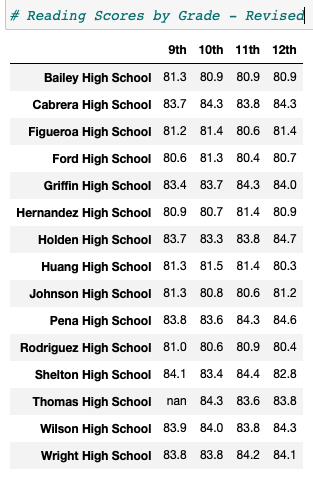 # Reading Scores by Grade - Revised
9th 10th 11th 12th
Bailey High School 81.3 80.9 80.9 80.9
Cabrera High School 83.7 84.3 83.8 84.3
Figueroa High School 81.2 81.4 80.6 81.4
Ford High School 80.6 81.3 80.4 80.7
Griffin High School 83.4 83.7 84.3 84.0
Hernandez High School 80.9 80.7 81.4 80.9
Holden High School 83.7 83.3 83.8 84.7
Huang High School 81.3 81.5 81.4 80.3
Johnson High School 81.3 80.8 80.6 81.2
Pena High School 83.8 83.6 84.3 84.6
Rodriguez High School 81.0 80.6 80.9 80.4
Shelton High School 84.1 83.4 84.4 82.8
Thomas High School nan 84.3 83.6 83.8
Wilson High School 83.9 84.0 83.8 84.3
Wright High School 83.8 83.8 84.2 84.1